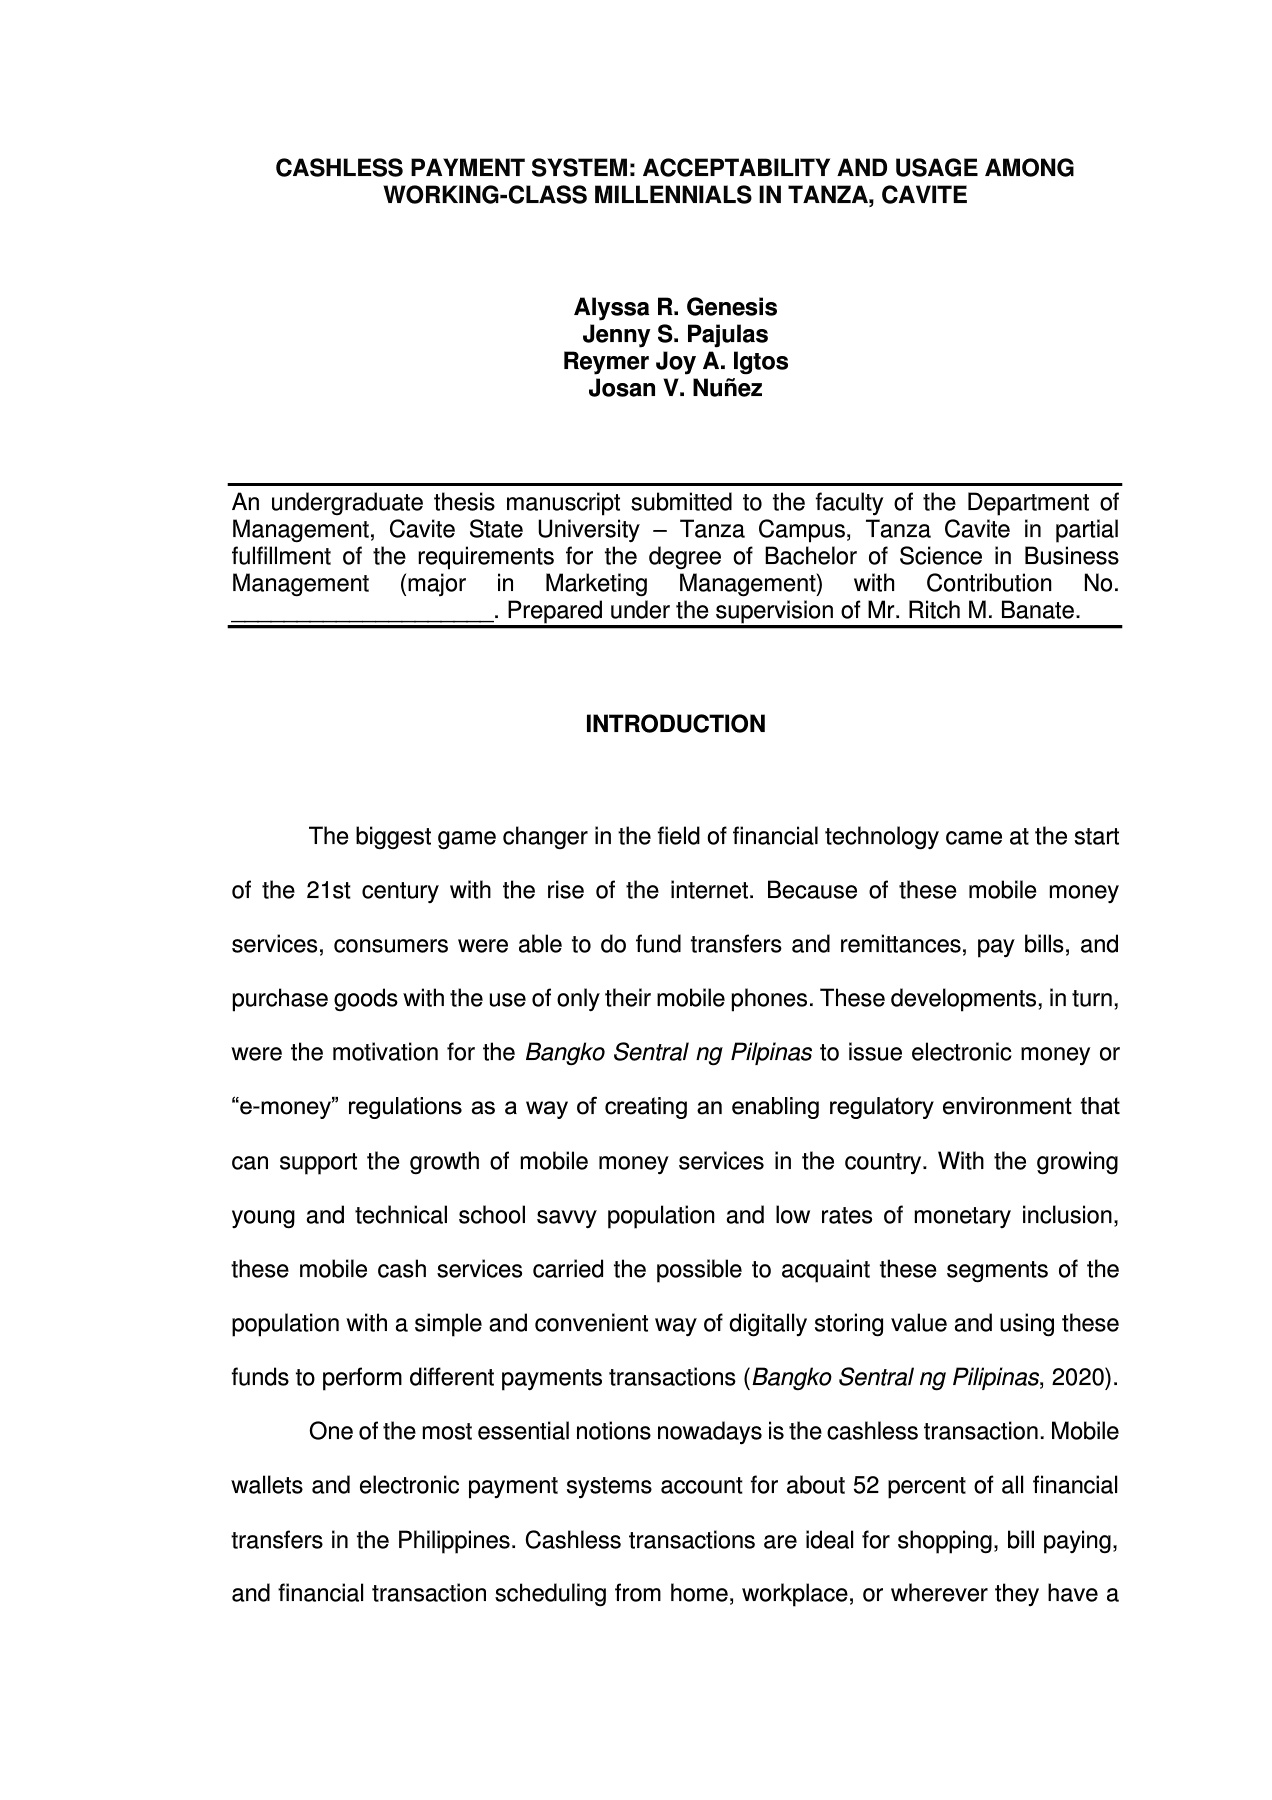 CASHLESS PAYMENT SYSTEM: ACCEPTABILITY AND USAGE AMONG
WORKING-CLASS MILLENNIALS IN TANZA, CAVITE
Alyssa R. Genesis
Jenny S. Pajulas
Reymer Joy A. Igtos
Josan V. Nuñez
An undergraduate thesis manuscript submitted to the faculty of the Department of
Management, Cavite State University – Tanza Campus, Tanza Cavite in partial
fulfillment of the requirements for the degree of Bachelor of Science in Business
Management (major in Marketing Management) with Contribution No.
____________________. Prepared under the supervision of Mr. Ritch M. Banate.
INTRODUCTION
The biggest game changer in the field of financial technology came at the start
of the 21st century with the rise of the internet. Because of these mobile money
services, consumers were able to do fund transfers and remittances, pay bills, and
purchase goods with the use of only their mobile phones. These developments, in turn,
were the motivation for the Bangko Sentral ng Pilpinas to issue electronic money or
“e-money” regulations as a way of creating an enabling regulatory environment that
can support the growth of mobile money services in the country. With the growing
young and technical school savvy population and low rates of monetary inclusion,
these mobile cash services carried the possible to acquaint these segments of the
population with a simple and convenient way of digitally storing value and using these
funds to perform different payments transactions (Bangko Sentral ng Pilipinas, 2020).
One of the most essential notions nowadays is the cashless transaction. Mobile
wallets and electronic payment systems account for about 52 percent of all financial
transfers in the Philippines. Cashless transactions are ideal for shopping, bill paying,
and financial transaction scheduling from home, workplace, or wherever they have a